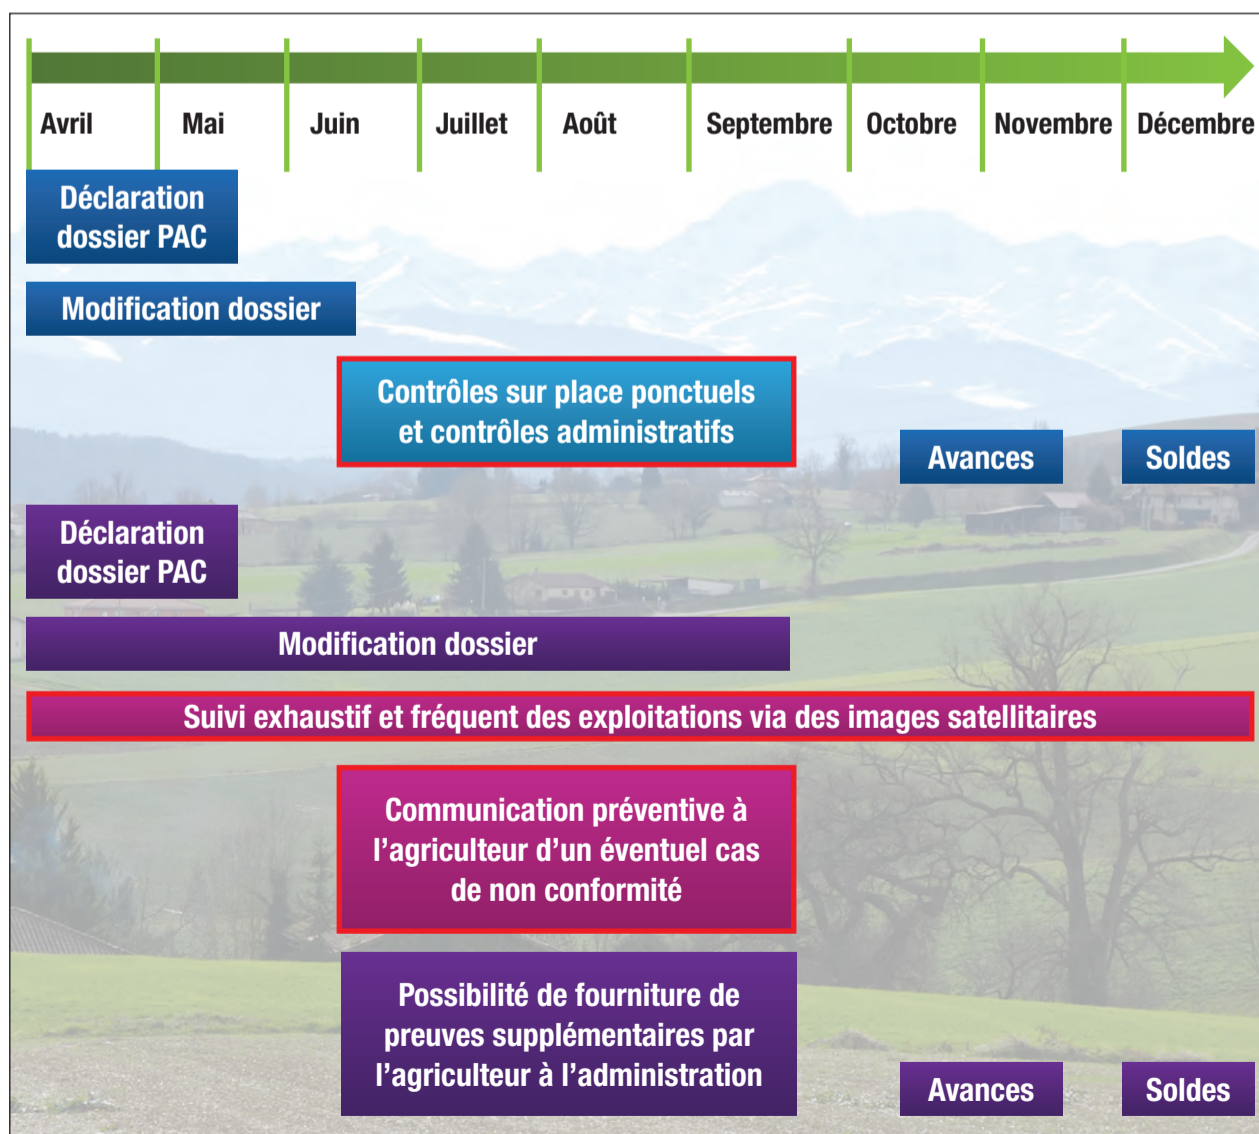 Avril Mai Juin Juillet Août Septembre Octobre Novembre Décembre
Déclaration
dossier PAC
Modification dossier
Contrôles sur place ponctuels
et contrôles administratifs
Avances
Soldes
Déclaration
dossier PAC
Modification dossier
Suivi exhaustif et fréquent des exploitations via des images satellitaires
Communication préventive à
l’agriculteur d’un éventuel cas
de non conformité
Possibilité de fourniture de
preuves supplémentaires par
l’agriculteur à l’administration
Avances
Soldes